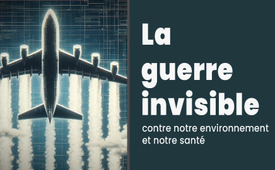 La
guerre
invisible
contre notre environnement
et notre santé